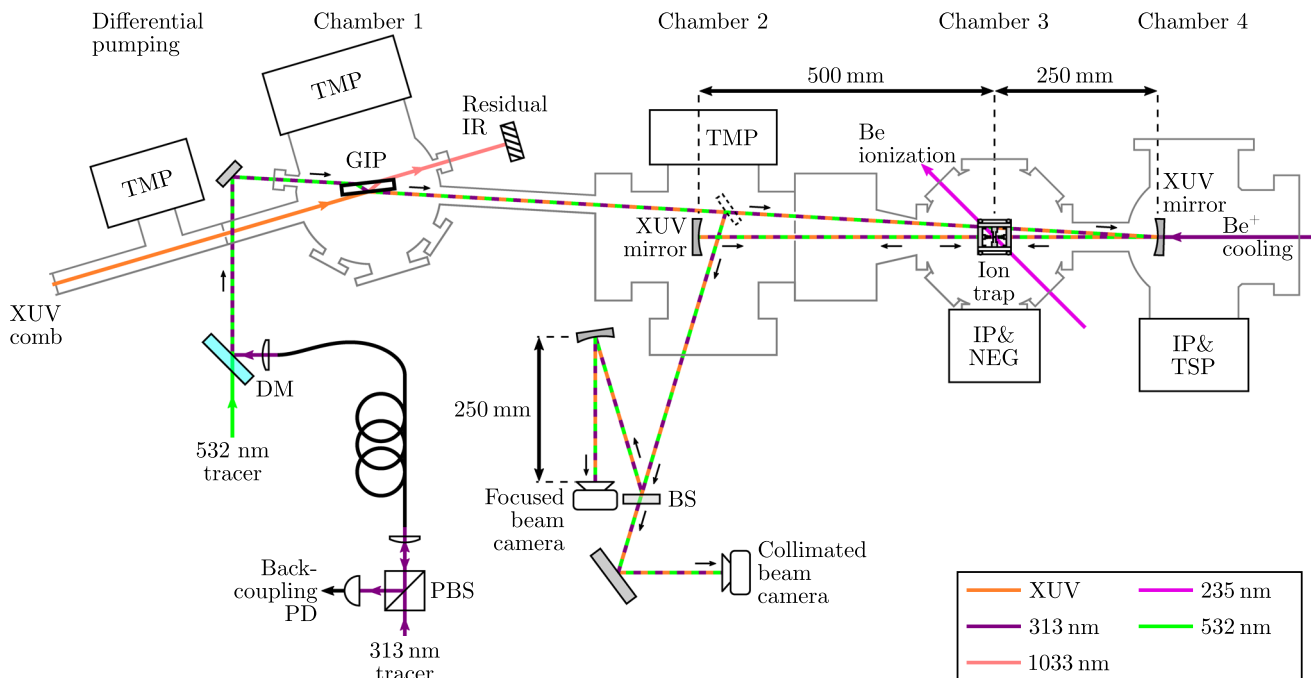 Differential
pumping
Chamber 1
Chamber 2
Chamber 3
Chamber 4
TMP
TMP
GIP
Residual
IR
TMP
500 mm
250 mm
Be
ionization
XUV
mirror
XUV
mirror
Be+
cooling
Ion
trap
XUV
comb
DM
532 nm
tracer
250 mm
IP&
NEG
IP&
TSP
Focused
beam
camera
BS
Back-
coupling
PD
PBS
Collimated
beam
camera
313 nm
tracer
XUV
235 nm
313 nm
532 nm
1033 nm